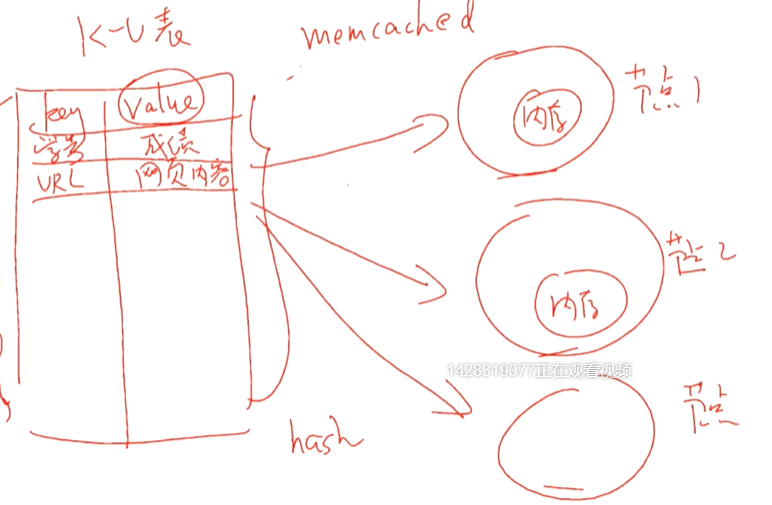 K-V表
memcached
key value
学号 成绩
URL 网页内容
hash
内存
节点1
内存
节点2
1428319077正在观看视频
节点